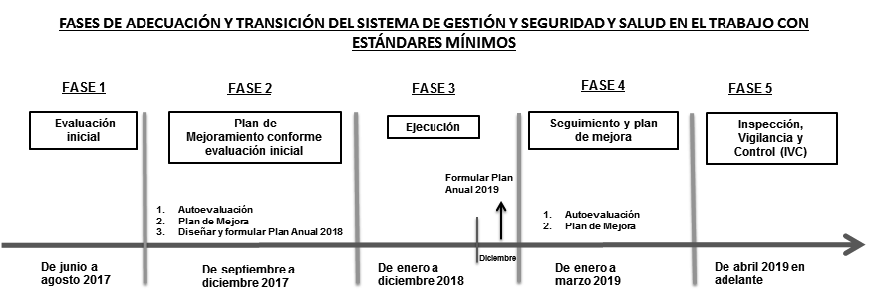 FASES DE ADECUACIÓN Y TRANSICIÓN DEL SISTEMA DE GESTIÓN Y SEGURIDAD Y SALUD EN EL TRABAJO CON
ESTÁNDARES MÍNIMOS
FASE 1
Evaluación
inicial
De junio a
agosto 2017
FASE 2
Plan de
Mejoramiento conforme
evaluación inicial
1. Autoevaluación
2. Plan de Mejora
3. Diseñar y formular Plan Anual 2018
De septiembre a
diciembre 2017
FASE 3
Ejecución
Formular Plan
Anual 2019
Diciembre
De enero a
diciembre 2018
FASE 4
Seguimiento y plan
de mejora
1. Autoevaluación
2. Plan de Mejora
De enero a
marzo 2019
FASE 5
Inspección,
Vigilancia y
Control (IVC)
De abril 2019 en
adelante